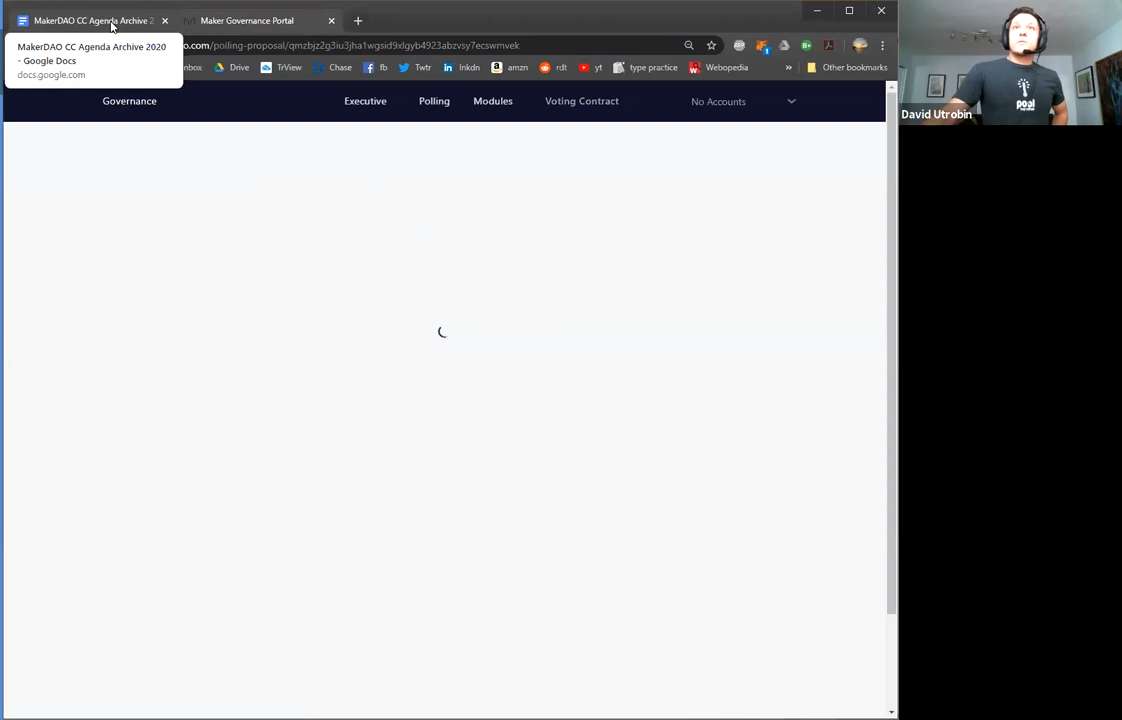 MakerDAO CC Agenda Archive 2
Maker Governance Portal
MakerDAO CC Agenda Archive 2020
- Google Docs
docs.google.com
o.com/polling-proposal/qmzbjz2g3iu3jha1wgsid9xlgyb4923abzvsy7ecswmvek
nbox
Drive
TrView
Chase
fb
Twtr
lnkdn
amzn
rdt
yt
type practice
Webopedia
»
Other bookmarks
Governance
Executive
Polling
Modules
Voting Contract
No Accounts
David Utrobin
pool